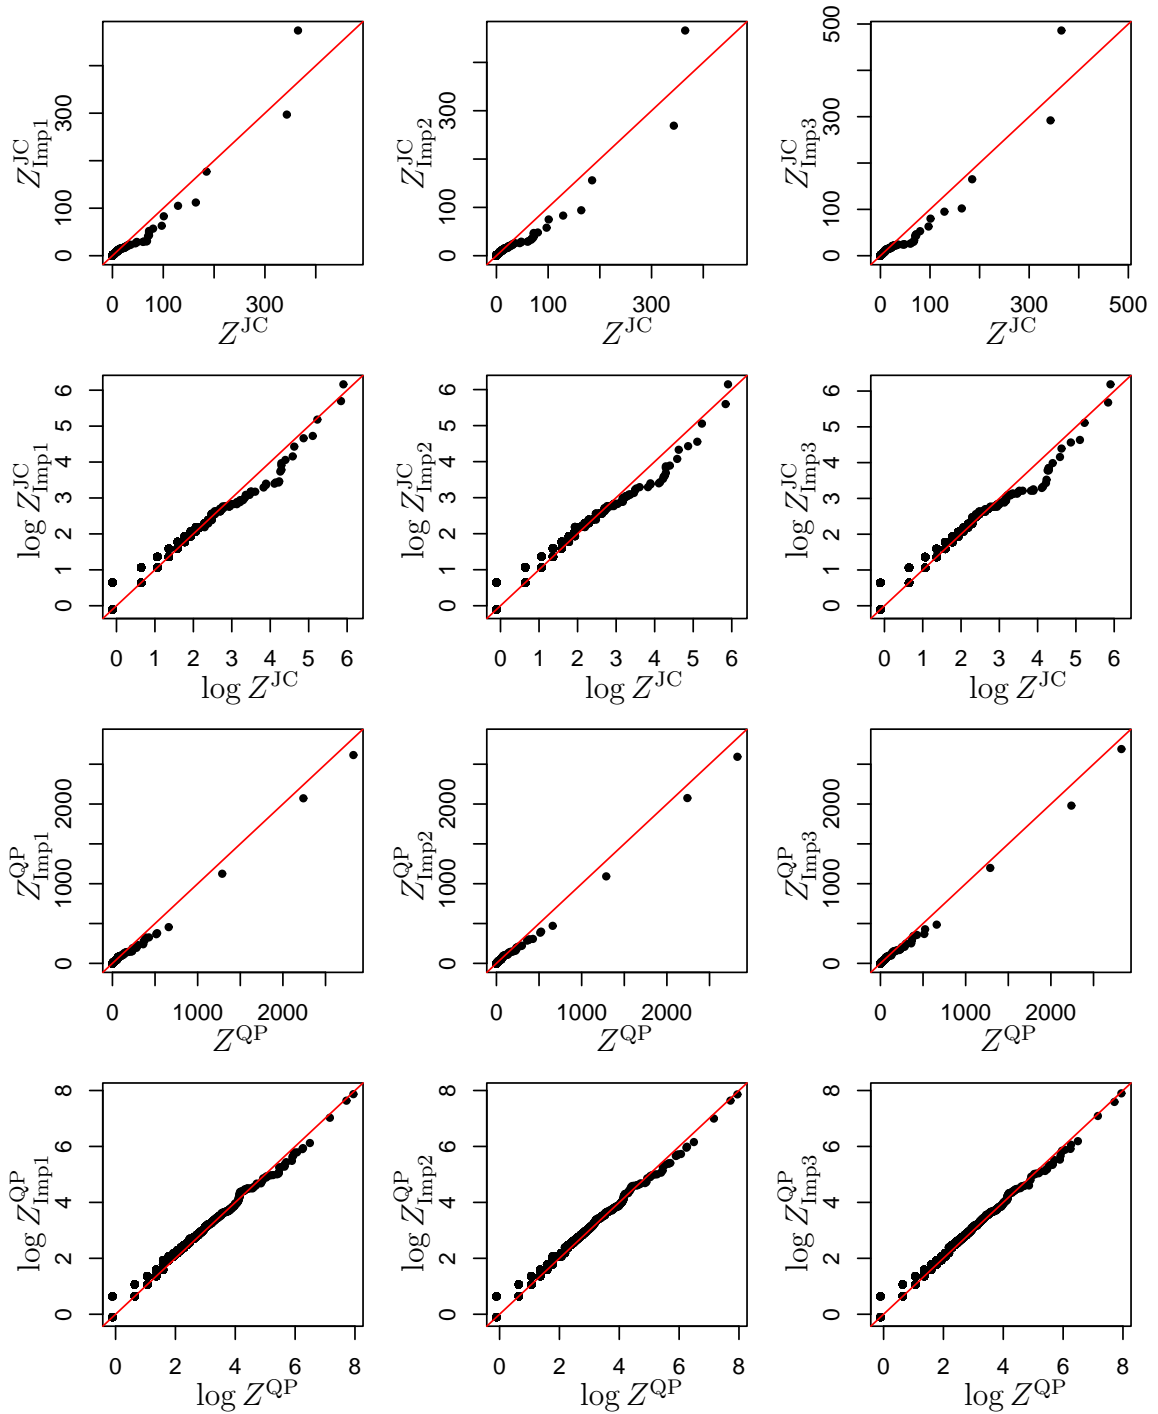 Z^JC_Imp1
100 300
0 100 300
Z^JC
Z^JC_Imp2
0 100 300
0 100 300
Z^JC
Z^JC_Imp3
0 100 300 500
0 100 300 500
Z^JC
log Z^JC_Imp1
0 1 2 3 4 5 6
0 1 2 3 4 5 6
log Z^JC
log Z^JC_Imp2
0 1 2 3 4 5 6
0 1 2 3 4 5 6
log Z^JC
log Z^JC_Imp3
0 1 2 3 4 5 6
0 1 2 3 4 5 6
log Z^JC
Z^QP_Imp1
0 1000 2000
0 1000 2000
Z^QP
Z^QP_Imp2
0 1000 2000
0 1000 2000
Z^QP
Z^QP_Imp3
0 1000 2000
0 1000 2000
Z^QP
log Z^QP_Imp1
0 2 4 6 8
0 2 4 6 8
log Z^QP
log Z^QP_Imp2
0 2 4 6 8
0 2 4 6 8
log Z^QP
log Z^QP_Imp3
0 2 4 6 8
0 2 4 6 8
log Z^QP